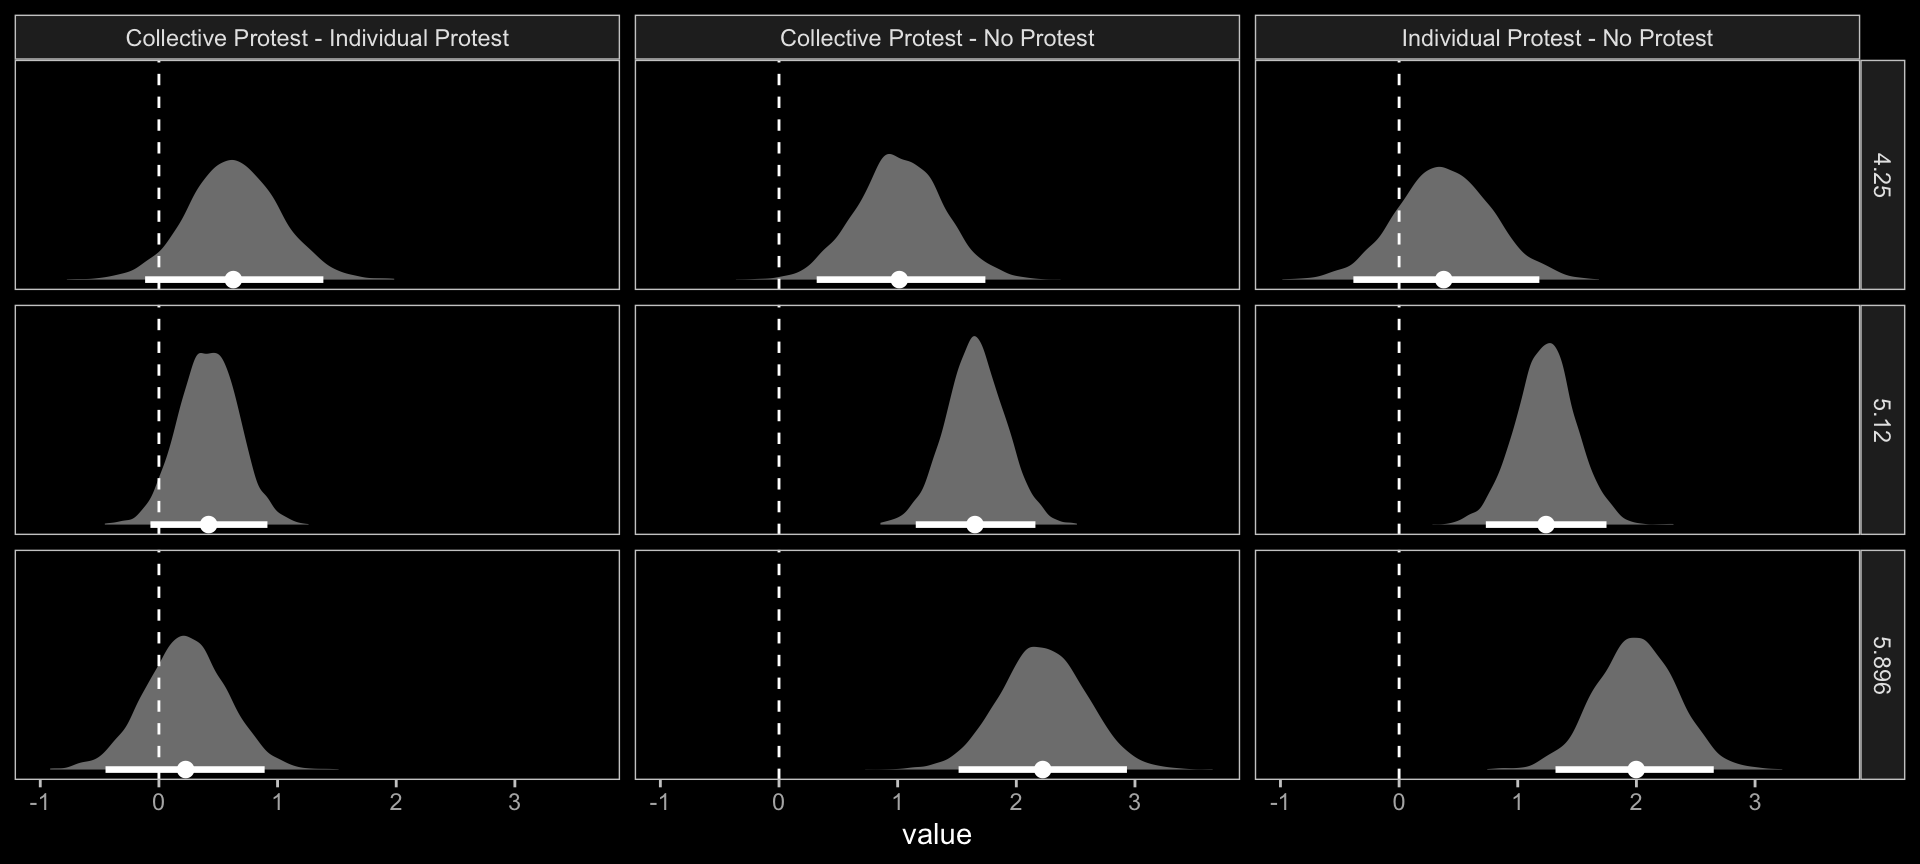 Collective Protest - Individual Protest
Collective Protest - No Protest
Individual Protest - No Protest
4.25
5.12
5.896
-1 0 1 2 3
-1 0 1 2 3
-1 0 1 2 3
value